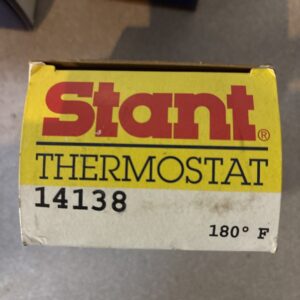 Stant®
THERMOSTAT
14138
180° F